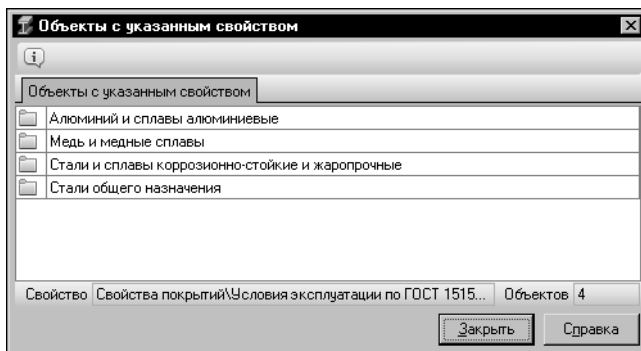 Объекты с указанным свойством
Объекты с указанным свойством
Алюминий и сплавы алюминиевые
Медь и медные сплавы
Стали и сплавы коррозионно-стойкие и жаропрочные
Стали общего назначения
Свойство Свойства покрытий\Условия эксплуатации по ГОСТ 1515... Объектов 4
Закрыть Справка